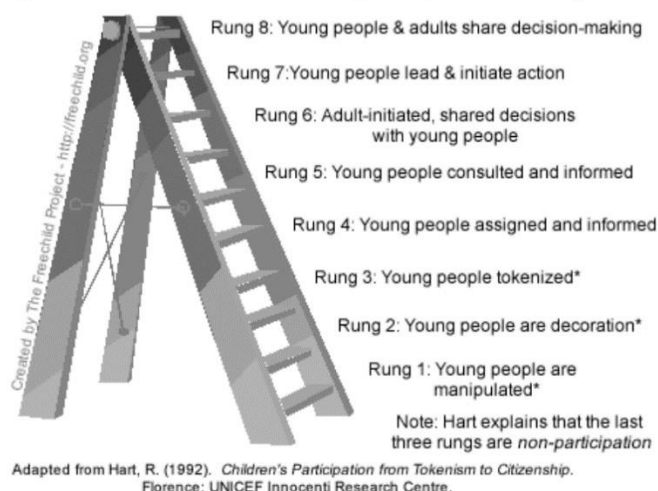 Rung 8: Young people & adults share decision-making
Rung 7:Young people lead & initiate action
Rung 6: Adult-initiated, shared decisions
with young people
Rung 5: Young people consulted and informed
Rung 4: Young people assigned and informed
Rung 3: Young people tokenized*
Rung 2: Young people are decoration*
Rung 1: Young people are
manipulated*
Note: Hart explains that the last
three rungs are non-participation
Created by The Freechild Project - http://freechild.org
Adapted from Hart, R. (1992). Children's Participation from Tokenism to Citizenship.
Florence: UNICEF Innocenti Research Centre.